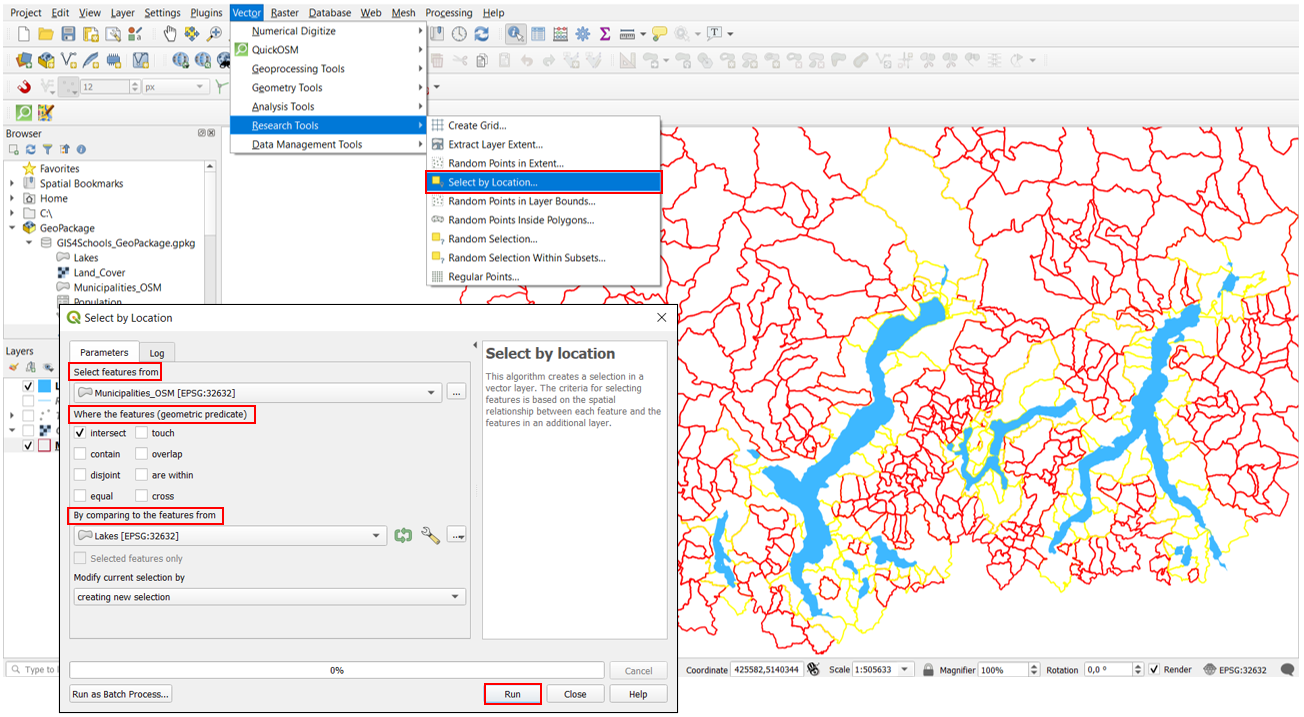 Project Edit View Layer Settings Plugins Vector Raster Database Web Mesh Processing Help
Numerical Digitize
QuickOSM
Geoprocessing Tools
Geometry Tools
Analysis Tools
Research Tools
Data Management Tools
12 px
Create Grid...
Extract Layer Extent...
Random Points in Extent...
Select by Location...
Random Points in Layer Bounds...
Random Points Inside Polygons...
Random Selection...
Random Selection Within Subsets...
Regular Points...
Browser
Favorites
Spatial Bookmarks
Home
C:\
GeoPackage
GIS4Schools_GeoPackage.gpkg
Lakes
Land_Cover
Municipalities_OSM
Population
Layers
Select by Location
Parameters Log
Select features from
Municipalities_OSM [EPSG:32632]
...
Where the features (geometric predicate)
intersect touch
contain overlap
disjoint are within
equal cross
By comparing to the features from
Lakes [EPSG:32632]
Selected features only
Modify current selection by
creating new selection
Select by location
This algorithm creates a selection in a
vector layer. The criteria for selecting
features is based on the spatial
relationship between each feature and the
features in an additional layer.
0%
Cancel
Run as Batch Process...
Run
Close
Help
Type to
Coordinate 425582,5140344 Scale 1:505633 Magnifier 100% Rotation 0,0 ° Render EPSG:32632